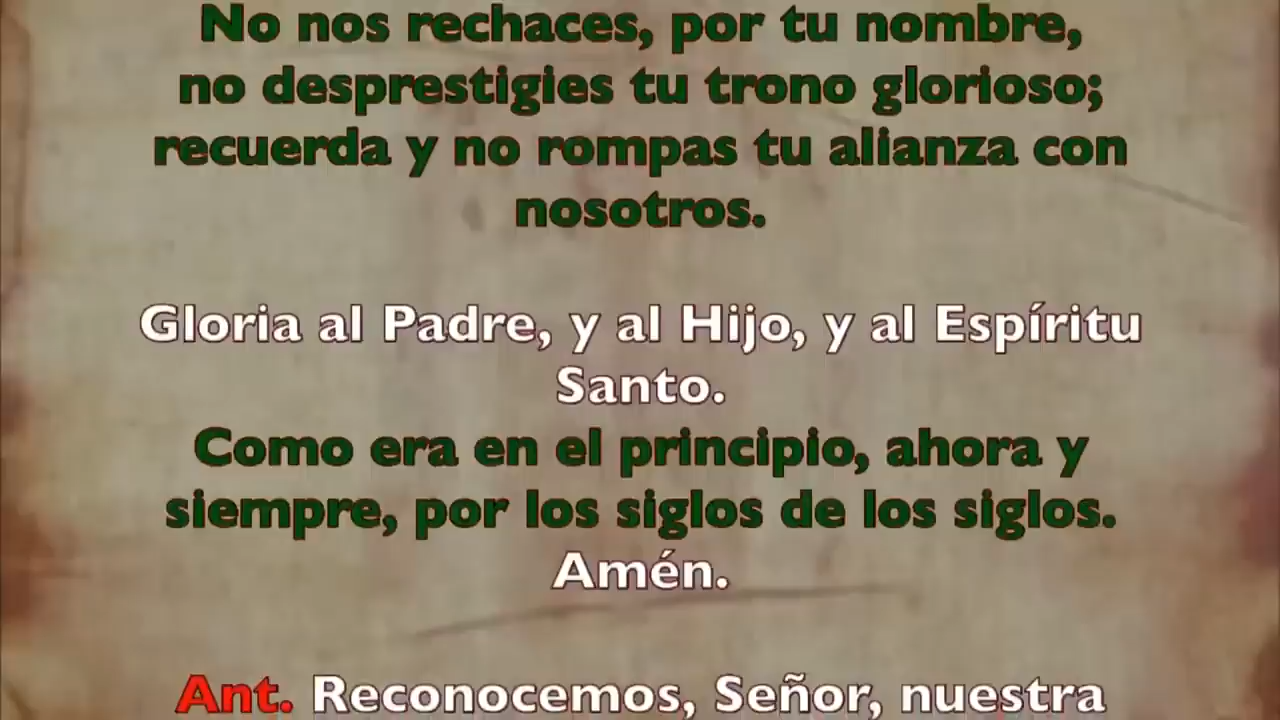 No nos rechaces, por tu nombre,
no desprestigies tu trono glorioso;
recuerda y no rompas tu alianza con
nosotros.
Gloria al Padre, y al Hijo, y al Espíritu
Santo.
Como era en el principio, ahora y
siempre, por los siglos de los siglos.
Amén.
Ant. Reconocemos, Señor, nuestra